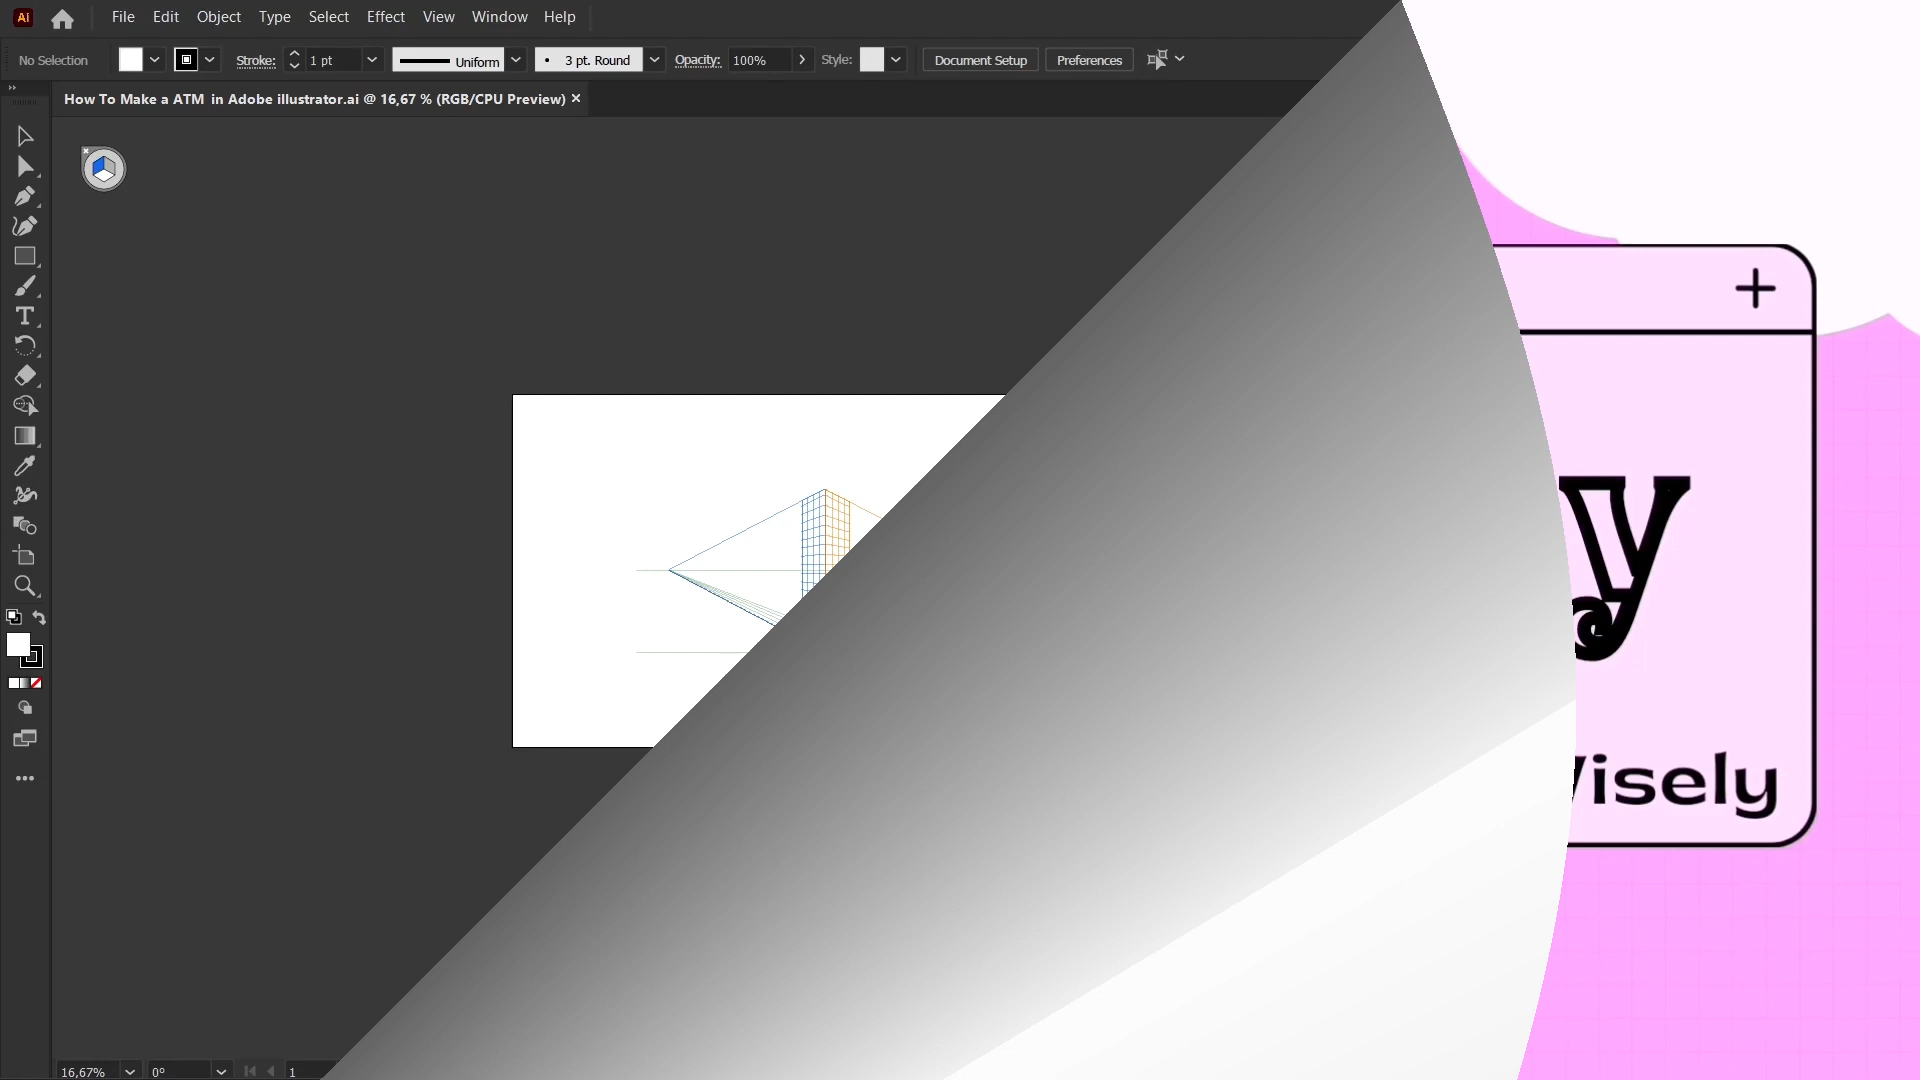 Ai File Edit Object Type Select Effect View Window Help
No Selection Stroke: 1 pt Uniform 3 pt. Round Opacity: 100% Style: Document Setup Preferences
How To Make a ATM in Adobe illustrator.ai @ 16,67 % (RGB/CPU Preview) ×
y
isely
16,67% 0° 1